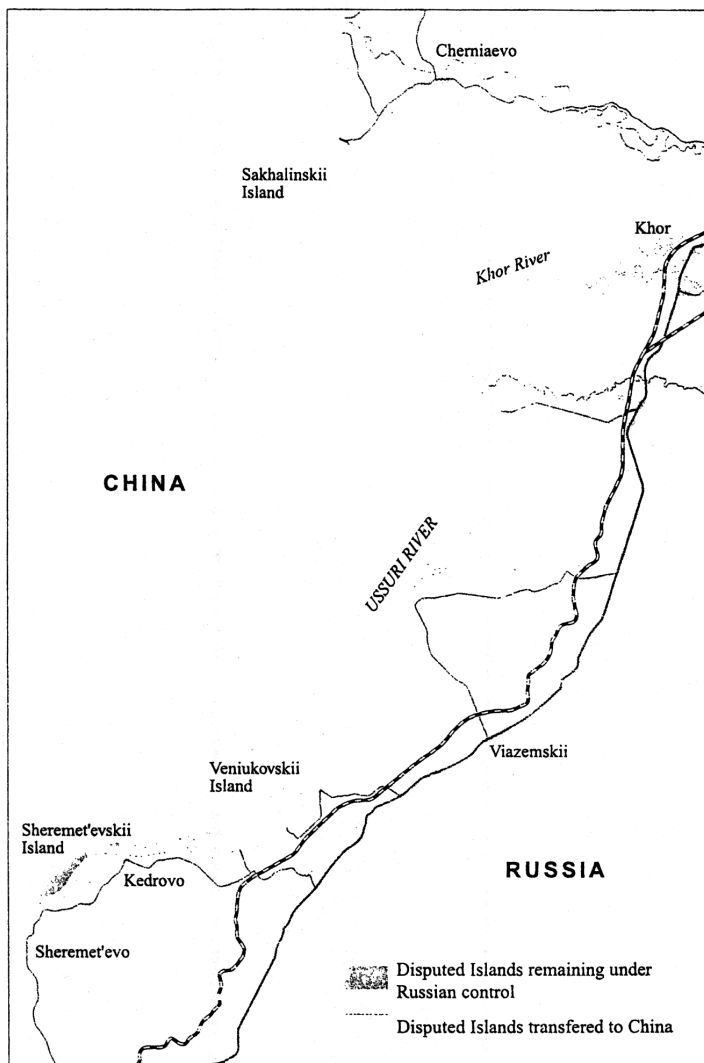 Cherniaevo
Sakhalinskii
Island
Khor
Khor River
CHINA
USSURI RIVER
Viazemskii
Veniukovskii
Island
Sheremet'evskii
Island
Kedrovo
RUSSIA
Sheremet'evo
Disputed Islands remaining under
Russian control
Disputed Islands transfered to China